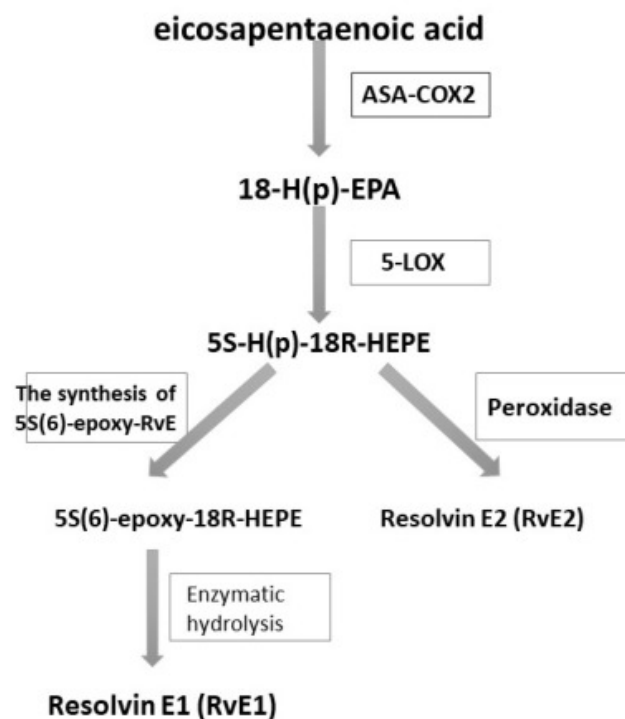 eicosapentaenoic acid
ASA-COX2
18-H(p)-EPA
5-LOX
5S-H(p)-18R-HEPE
The synthesis of
5S(6)-epoxy-RvE
Peroxidase
5S(6)-epoxy-18R-HEPE
Resolvin E2 (RvE2)
Enzymatic
hydrolysis
Resolvin E1 (RvE1)